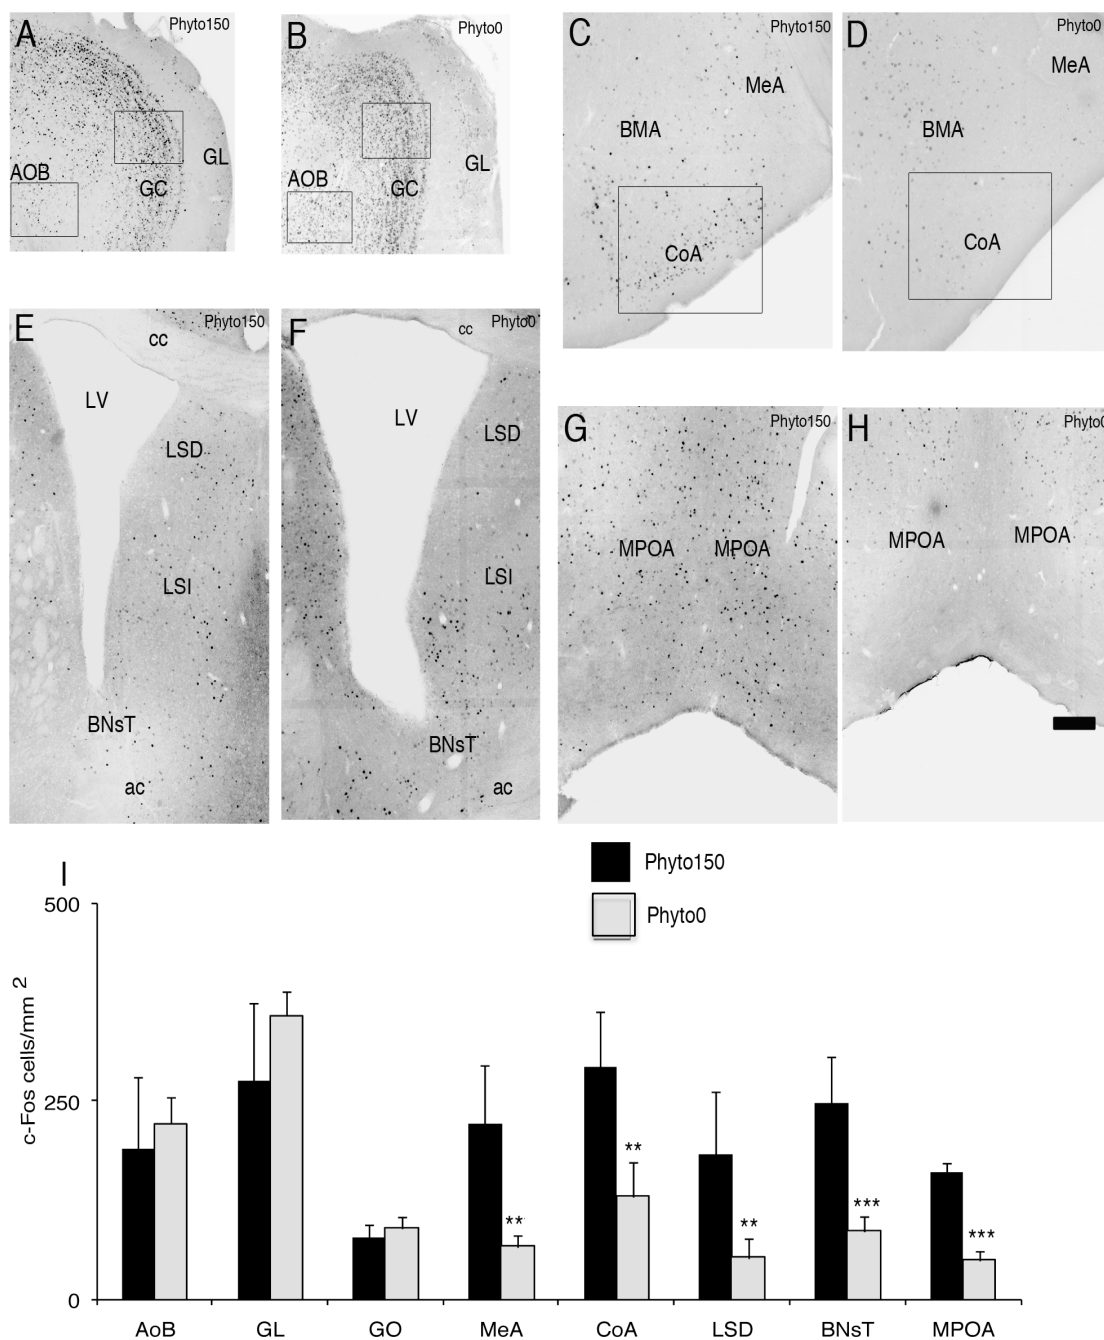 A Phyto150
AOB
GC
GL
B Phyto0
AOB
GC
GL
C Phyto150
MeA
BMA
CoA
D Phyto0
MeA
BMA
CoA
E Phyto150
cc
LV
LSD
LSI
BNsT
ac
F cc Phyto0
LV
LSD
LSI
BNsT
ac
G Phyto150
MPOA MPOA
H Phyto0
MPOA MPOA
I
Phyto150
Phyto0
c-Fos cells/mm 2
500
250
0
**
**
**
***
***
AoB GL GO MeA CoA LSD BNsT MPOA